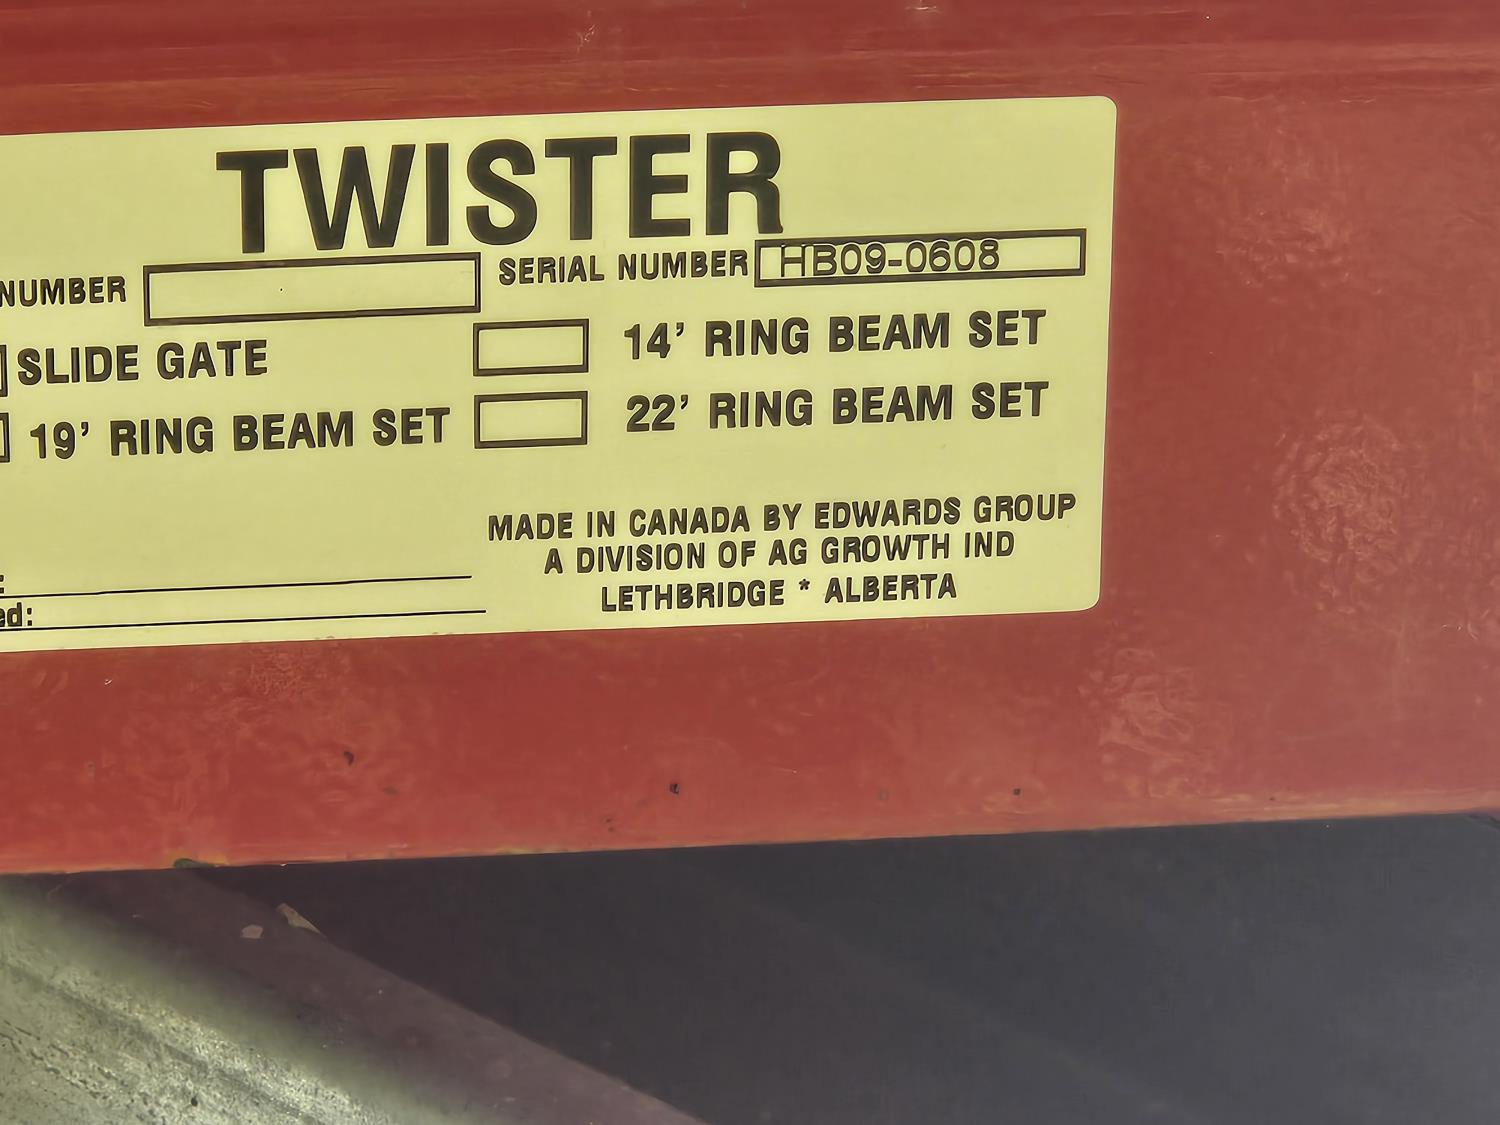 TWISTER
NUMBER SERIAL NUMBER HB09-0608
SLIDE GATE 14' RING BEAM SET
19' RING BEAM SET 22' RING BEAM SET
MADE IN CANADA BY EDWARDS GROUP
A DIVISION OF AG GROWTH IND
LETHBRIDGE * ALBERTA
ed: